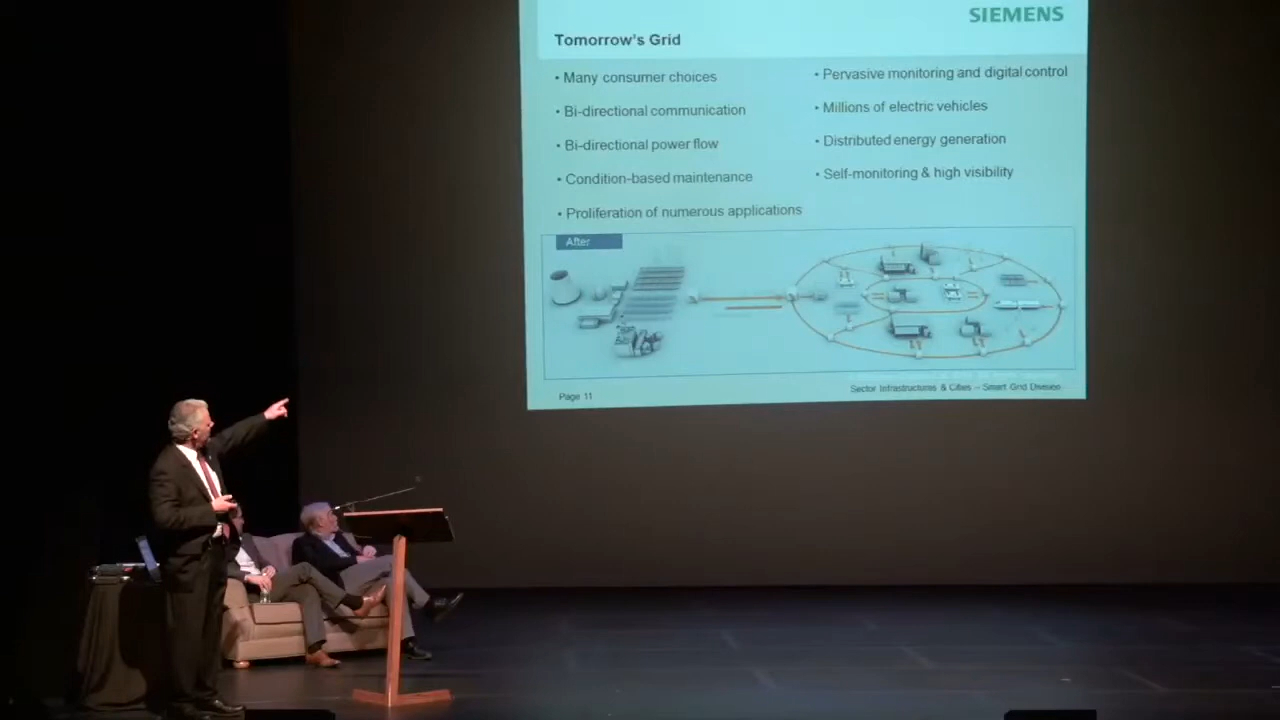 SIEMENS
Tomorrow's Grid
• Many consumer choices
• Bi-directional communication
• Bi-directional power flow
• Condition-based maintenance
• Proliferation of numerous applications
• Pervasive monitoring and digital control
• Millions of electric vehicles
• Distributed energy generation
• Self-monitoring & high visibility
After
Page 11
Sector Infrastructures & Cities – Smart Grid Division